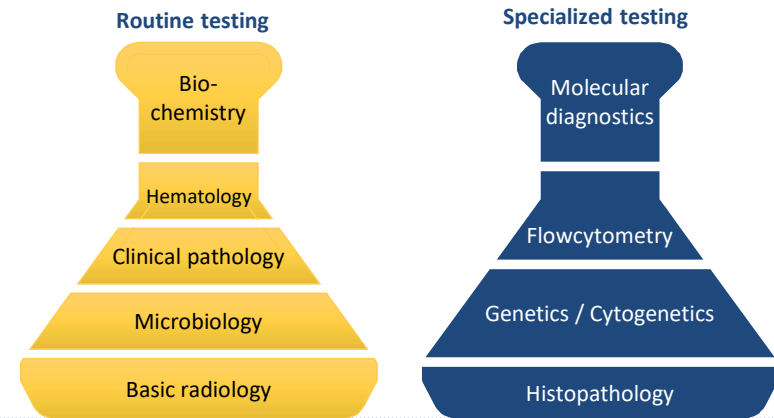 Routine testing
Bio-
chemistry
Hematology
Clinical pathology
Microbiology
Basic radiology
Specialized testing
Molecular
diagnostics
Flowcytometry
Genetics / Cytogenetics
Histopathology